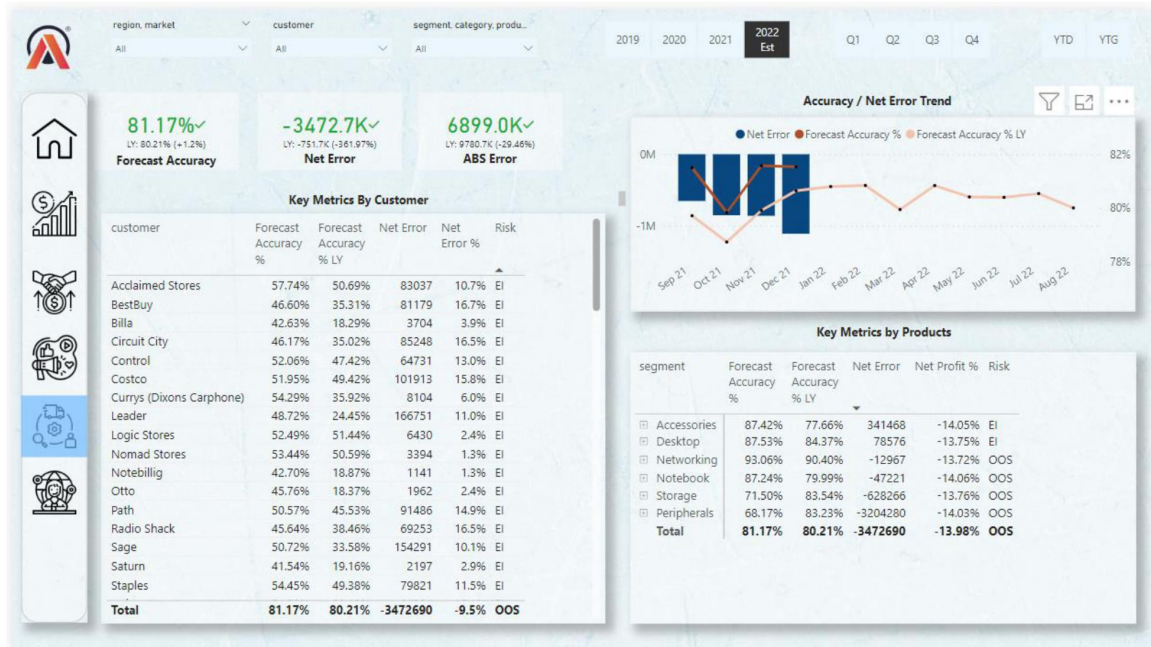 region, market customer segment, category, produ...
All All All
2019 2020 2021 2022 Est Q1 Q2 Q3 Q4 YTD YTG
81.17%✓
LY: 80.21% (+1.2%)
Forecast Accuracy
-3472.7K✓
LY: -751.7K (-361.97%)
Net Error
6899.0K✓
LY: 9780.7K (-29.46%)
ABS Error
Key Metrics By Customer
customer Forecast Accuracy % Forecast Accuracy % LY Net Error Net Error % Risk
Acclaimed Stores 57.74% 50.69% 83037 10.7% EI
BestBuy 46.60% 35.31% 81179 16.7% EI
Billa 42.63% 18.29% 3704 3.9% EI
Circuit City 46.17% 35.02% 85248 16.5% EI
Control 52.06% 47.42% 64731 13.0% EI
Costco 51.95% 49.42% 101913 15.8% EI
Currys (Dixons Carphone) 54.29% 35.92% 8104 6.0% EI
Leader 48.72% 24.45% 166751 11.0% EI
Logic Stores 52.49% 51.44% 6430 2.4% EI
Nomad Stores 53.44% 50.59% 3394 1.3% EI
Notebillig 42.70% 18.87% 1141 1.3% EI
Otto 45.76% 18.37% 1962 2.4% EI
Path 50.57% 45.53% 91486 14.9% EI
Radio Shack 45.64% 38.46% 69253 16.5% EI
Sage 50.72% 33.58% 154291 10.1% EI
Saturn 41.54% 19.16% 2197 2.9% EI
Staples 54.45% 49.38% 79821 11.5% EI
Total 81.17% 80.21% -3472690 -9.5% OOS
Accuracy / Net Error Trend
Net Error Forecast Accuracy % Forecast Accuracy % LY
0M 82%
80%
-1M
78%
Sep 21 Oct 21 Nov 21 Dec 21 Jan 22 Feb 22 Mar 22 Apr 22 May 22 Jun 22 Jul 22 Aug 22
Key Metrics by Products
segment Forecast Accuracy % Forecast Accuracy % LY Net Error Net Profit % Risk
Accessories 87.42% 77.66% 341468 -14.05% EI
Desktop 87.53% 84.37% 78576 -13.75% EI
Networking 93.06% 90.40% -12967 -13.72% OOS
Notebook 87.24% 79.99% -47221 -14.06% OOS
Storage 71.50% 83.54% -628266 -13.76% OOS
Peripherals 68.17% 83.23% -3204280 -14.03% OOS
Total 81.17% 80.21% -3472690 -13.98% OOS